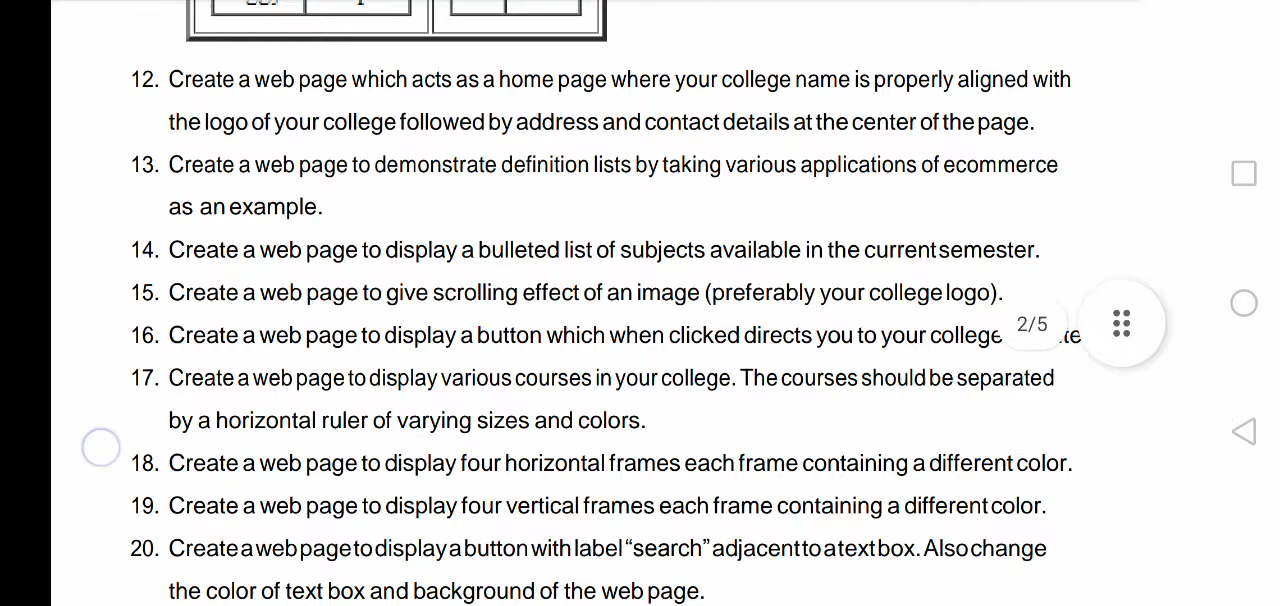 12. Create a web page which acts as a home page where your college name is properly aligned with
the logo of your college followed by address and contact details at the center of the page.
13. Create a web page to demonstrate definition lists by taking various applications of ecommerce
as an example.
14. Create a web page to display a bulleted list of subjects available in the current semester.
15. Create a web page to give scrolling effect of an image (preferably your college logo).
16. Create a web page to display a button which when clicked directs you to your college
2/5
17. Create a web page to display various courses in your college. The courses should be separated
by a horizontal ruler of varying sizes and colors.
18. Create a web page to display four horizontal frames each frame containing a different color.
19. Create a web page to display four vertical frames each frame containing a different color.
20. Create a web page to display a button with label “search” adjacent to a text box. Also change
the color of text box and background of the web page.